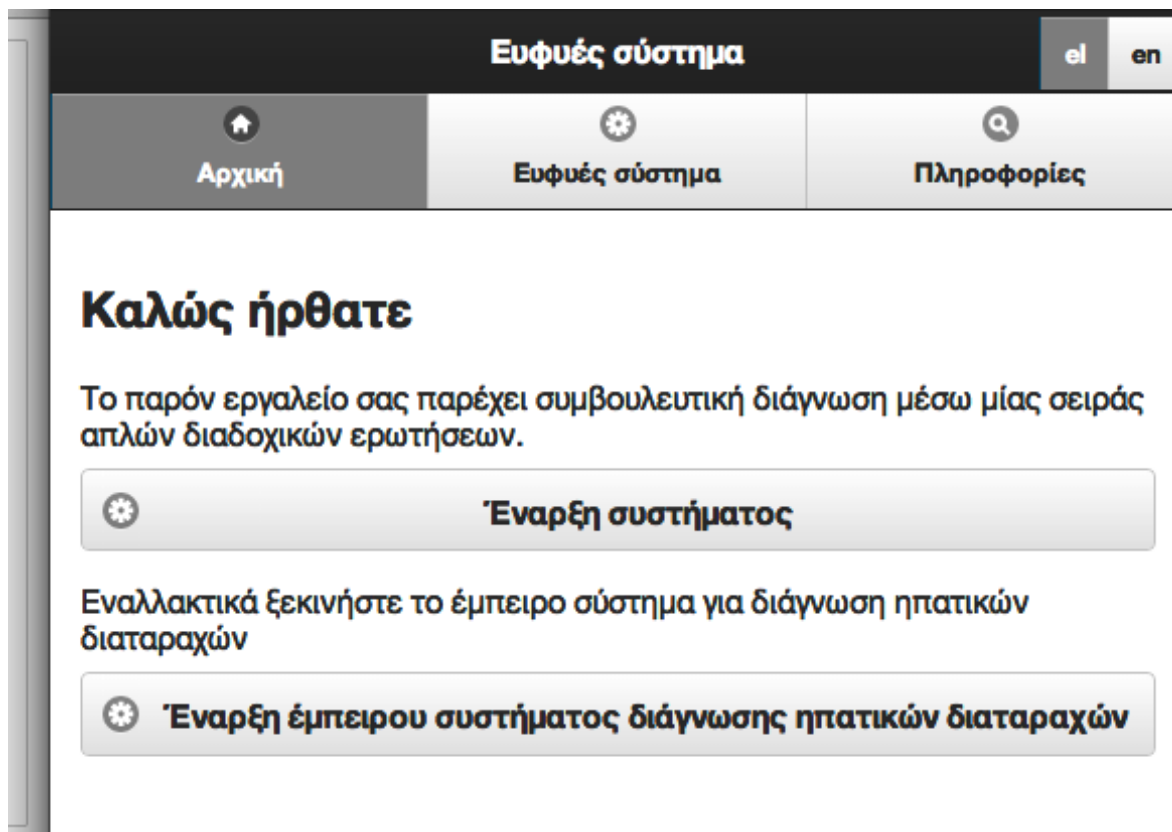 Ευφυές σύστημα
el
en
Αρχική
Ευφυές σύστημα
Πληροφορίες
Καλώς ήρθατε
Το παρόν εργαλείο σας παρέχει συμβουλευτική διάγνωση μέσω μίας σειράς
απλών διαδοχικών ερωτήσεων.
Έναρξη συστήματος
Εναλλακτικά ξεκινήστε το έμπειρο σύστημα για διάγνωση ηπατικών
διαταραχών
Έναρξη έμπειρου συστήματος διάγνωσης ηπατικών διαταραχών